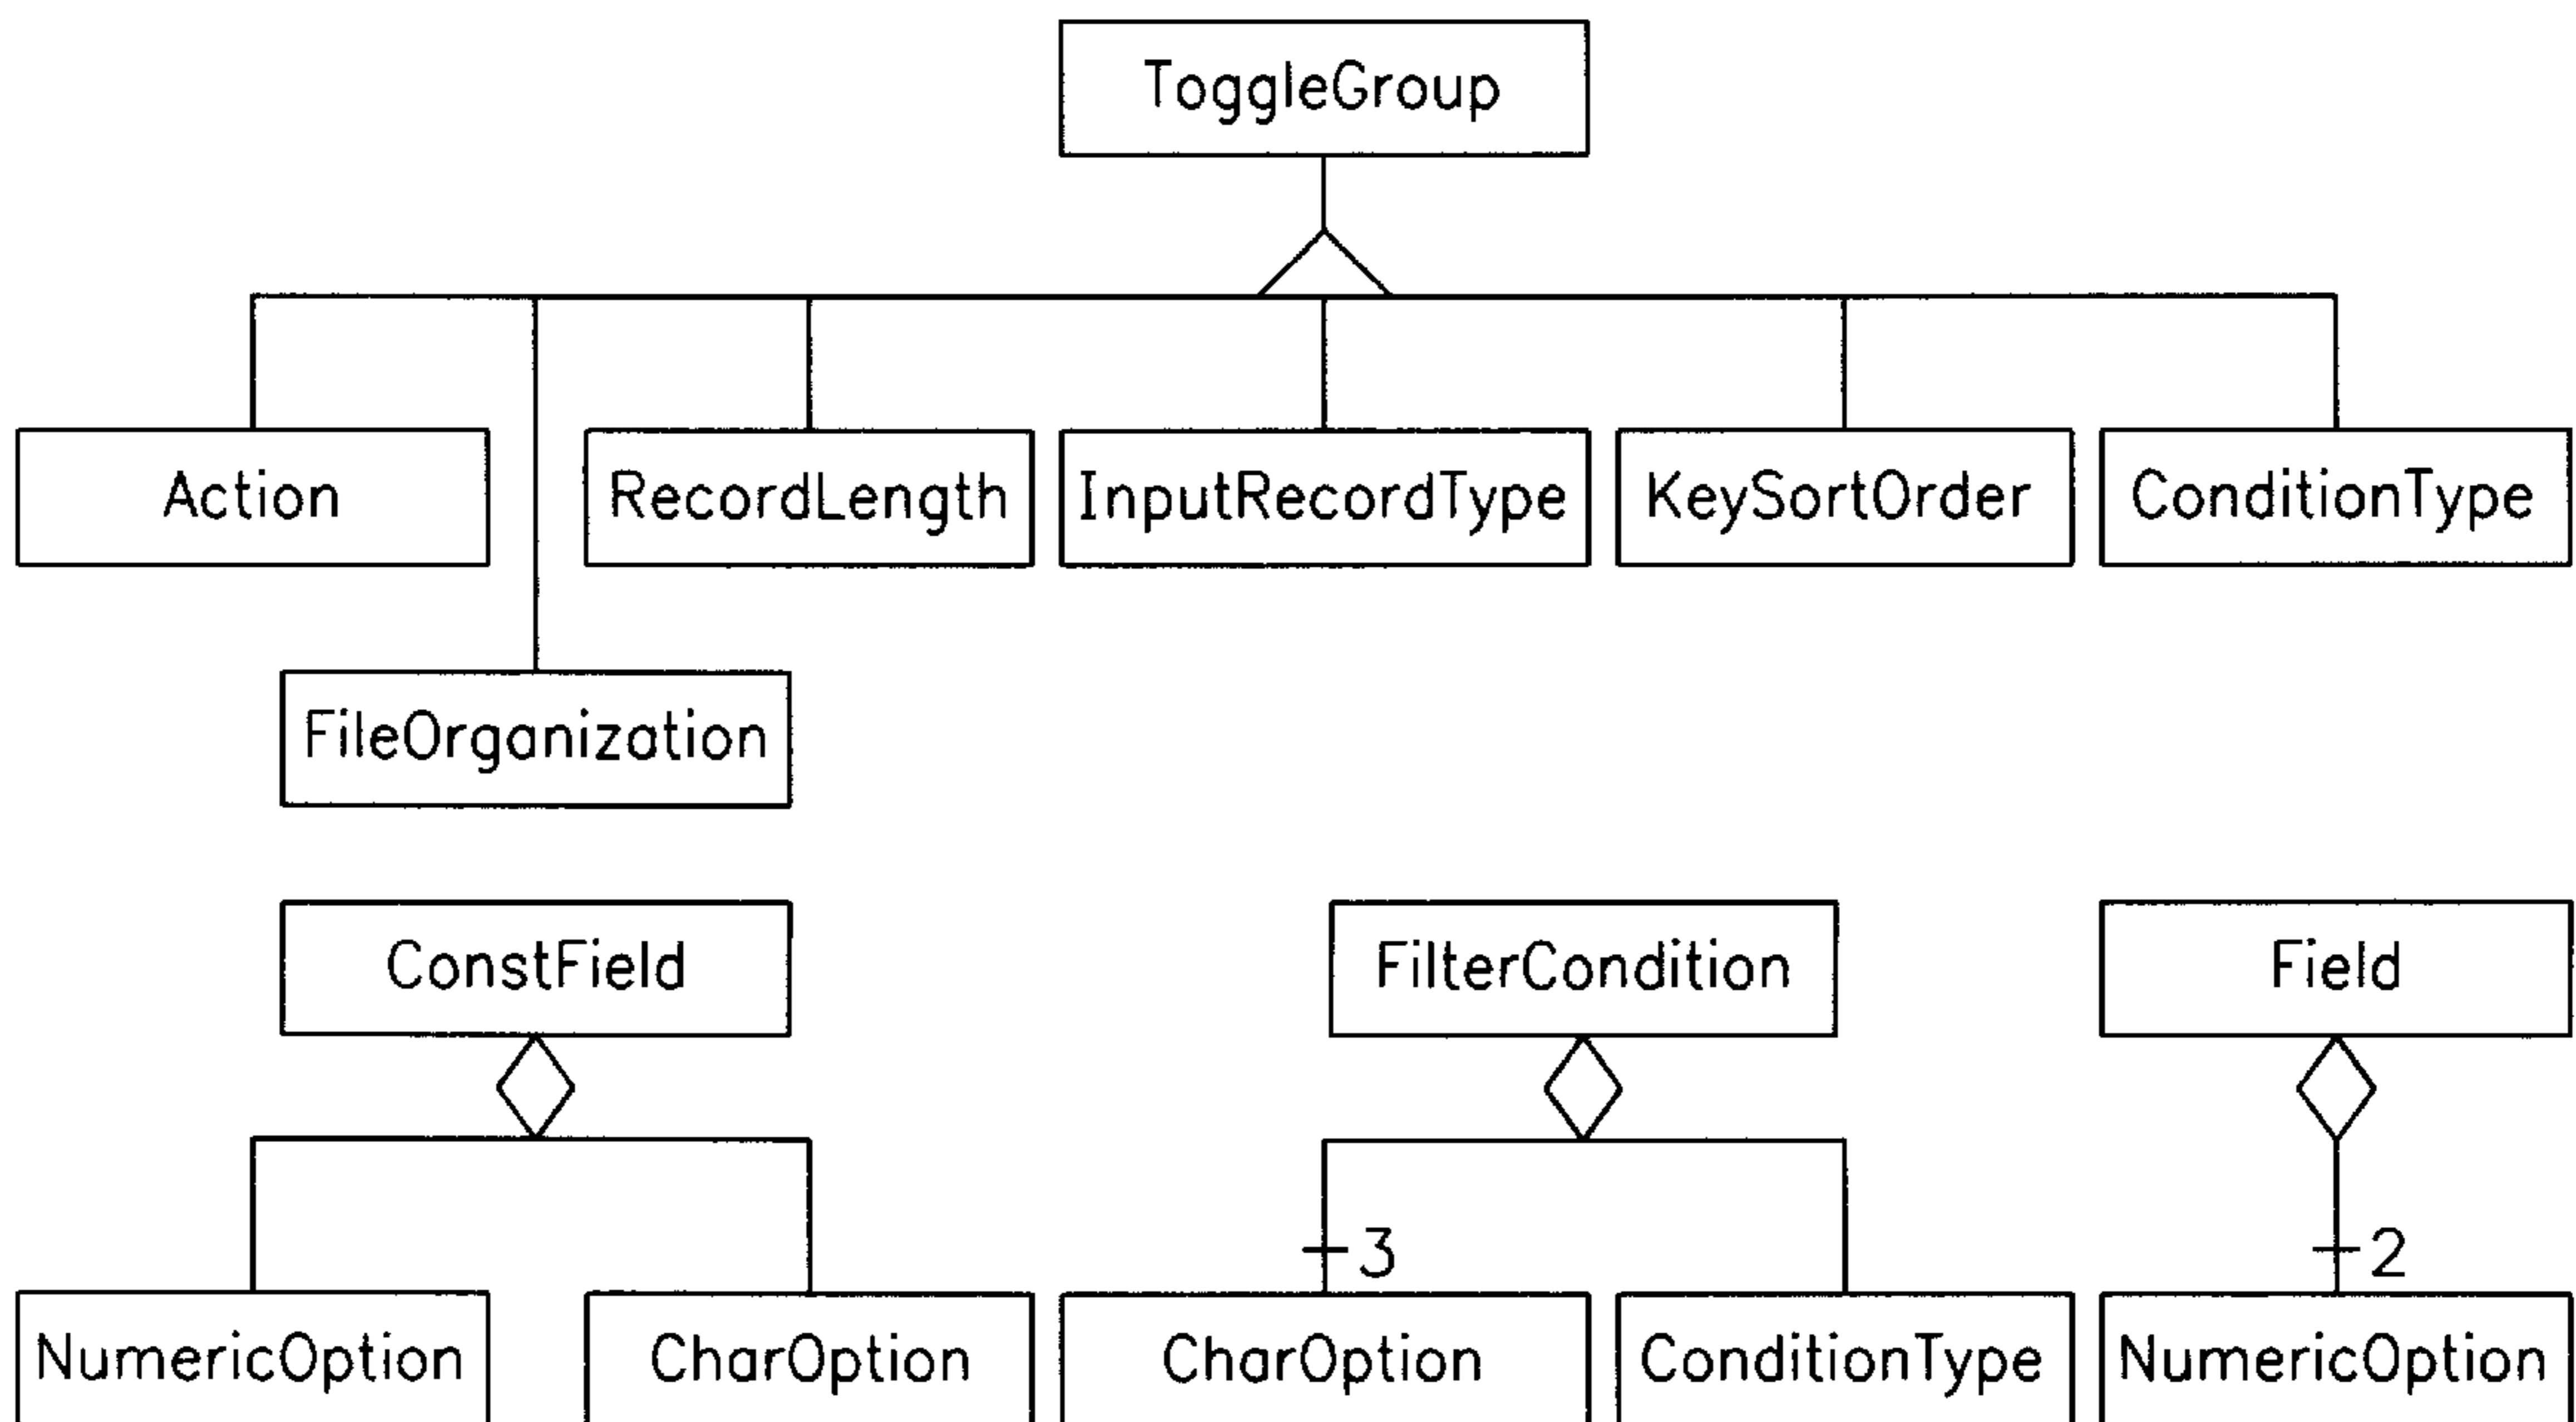 ToggleGroup
Action
RecordLength
InputRecordType
KeySortOrder
ConditionType
FileOrganization
ConstField
FilterCondition
Field
3
2
NumericOption
CharOption
CharOption
ConditionType
NumericOption